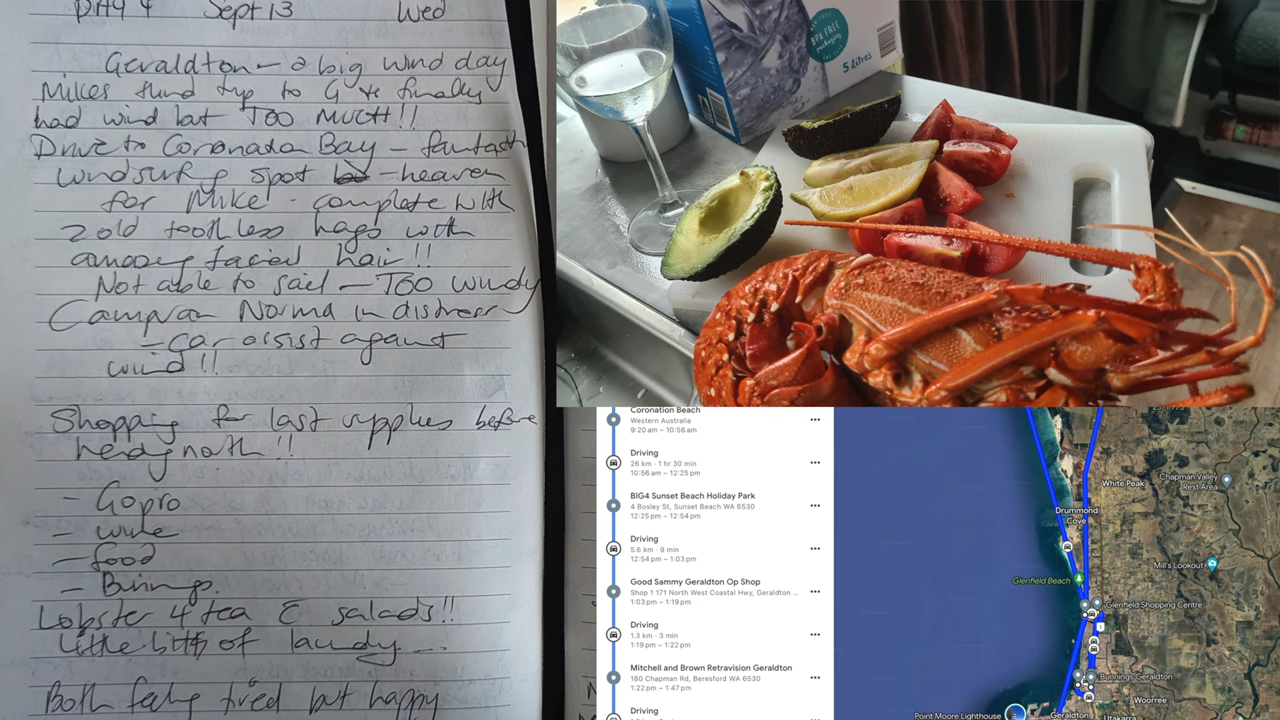 DAY 4 Sept 13 Wed
Geraldton – a big wind day
Mikes third trip to G & finally
had wind but TOO MUCH!!
Drive to Coronation Bay – fantastic
windsurfing spot – heaven
for Mike - complete with
2 old toothless hags with
amazing facial hair!!
Not able to sail – TOO windy
Campvan Norma in distress
– car assist against
wind!!
Shopping for last supplies before
heading north!!
– Gopro
– wine
– food
– Bunnings.
Lobster 4 tea & salads!!
Little bits of laundry....
Both feeling tired but happy
BPA FREE
packaging
5 Litres
Coronation Beach
Western Australia
9:20 am – 10:56 am
Driving
26 km · 1 hr 30 min
10:56 am – 12:25 pm
BIG4 Sunset Beach Holiday Park
4 Bosley St, Sunset Beach WA 6530
12:25 pm – 12:54 pm
Driving
5.6 km · 9 min
12:54 pm – 1:03 pm
Good Sammy Geraldton Op Shop
Shop 1 171 North West Coastal Hwy, Geraldton ...
1:03 pm – 1:19 pm
Driving
1.3 km · 3 min
1:19 pm – 1:22 pm
Mitchell and Brown Retravision Geraldton
180 Chapman Rd, Beresford WA 6530
1:22 pm – 1:47 pm
Driving
White Peak
Chapman Valley
Rest Area
Drummond
Cove
Mill's Lookout
Glenfield Beach
Glenfield Shopping Centre
Bunnings Geraldton
Woorree
Point Moore Lighthouse
Geraldton
Utakarra